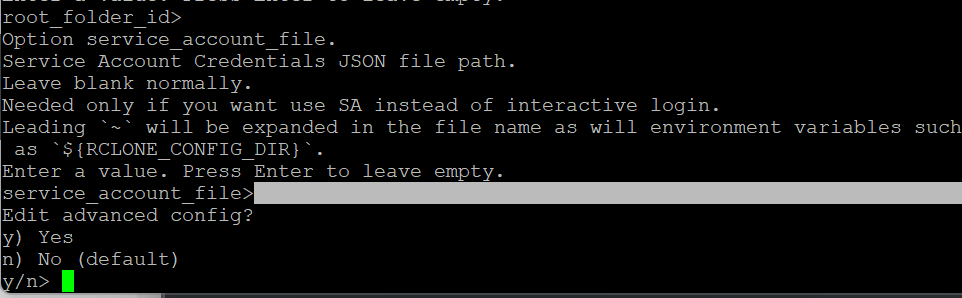 root_folder_id>
Option service_account_file.
Service Account Credentials JSON file path.
Leave blank normally.
Needed only if you want use SA instead of interactive login.
Leading `~` will be expanded in the file name as will environment variables such
as `${RCLONE_CONFIG_DIR}`.
Enter a value. Press Enter to leave empty.
service_account_file>
Edit advanced config?
y) Yes
n) No (default)
y/n>